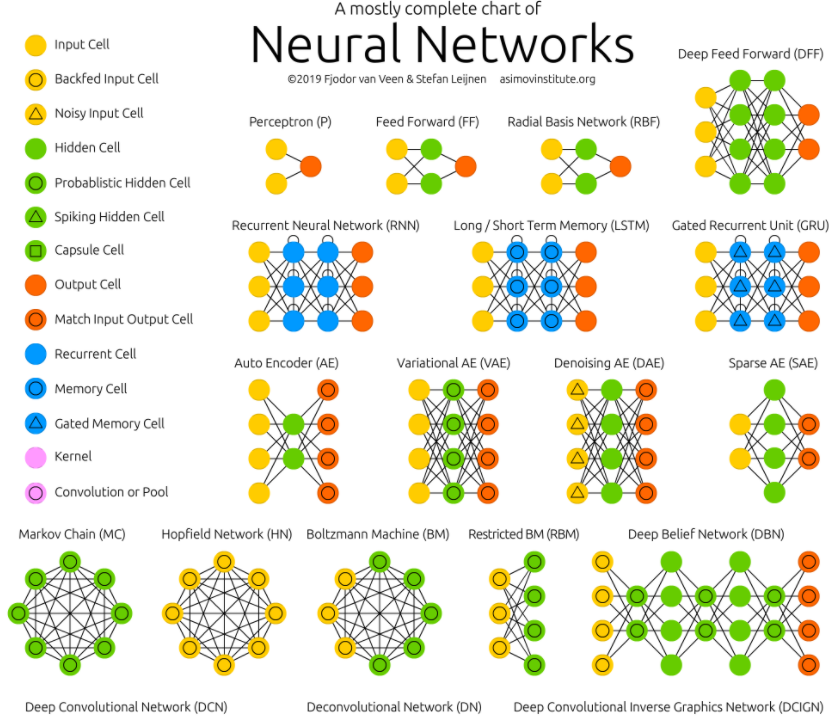 A mostly complete chart of
Neural Networks
©2019 Fjodor van Veen & Stefan Leijnen asimovinstitute.org
Input Cell
Backfed Input Cell
Noisy Input Cell
Hidden Cell
Probablistic Hidden Cell
Spiking Hidden Cell
Capsule Cell
Output Cell
Match Input Output Cell
Recurrent Cell
Memory Cell
Gated Memory Cell
Kernel
Convolution or Pool
Deep Feed Forward (DFF)
Perceptron (P)
Feed Forward (FF)
Radial Basis Network (RBF)
Recurrent Neural Network (RNN)
Long / Short Term Memory (LSTM)
Gated Recurrent Unit (GRU)
Auto Encoder (AE)
Variational AE (VAE)
Denoising AE (DAE)
Sparse AE (SAE)
Markov Chain (MC)
Hopfield Network (HN)
Boltzmann Machine (BM)
Restricted BM (RBM)
Deep Belief Network (DBN)
Deep Convolutional Network (DCN)
Deconvolutional Network (DN)
Deep Convolutional Inverse Graphics Network (DCIGN)